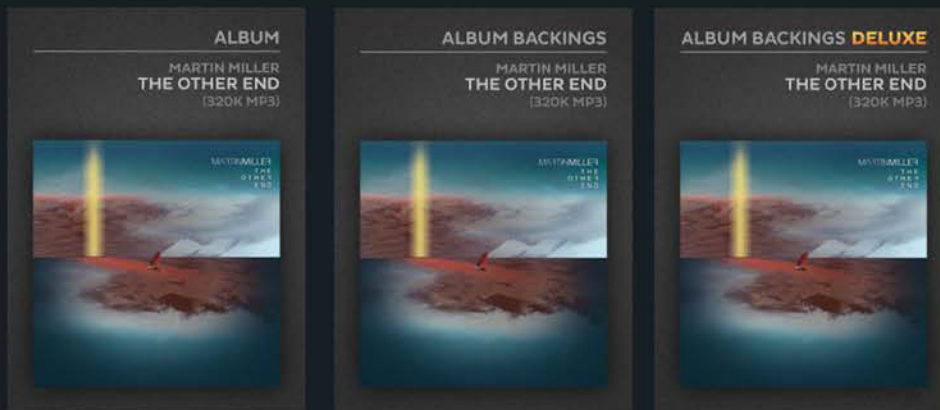 ALBUM
MARTIN MILLER
THE OTHER END
(320K MP3)
MARTINMILLER
THE
OTHER
END
ALBUM BACKINGS
MARTIN MILLER
THE OTHER END
(320K MP3)
MARTINMILLER
THE
OTHER
END
ALBUM BACKINGS DELUXE
MARTIN MILLER
THE OTHER END
(320K MP3)
MARTINMILLER
THE
OTHER
END